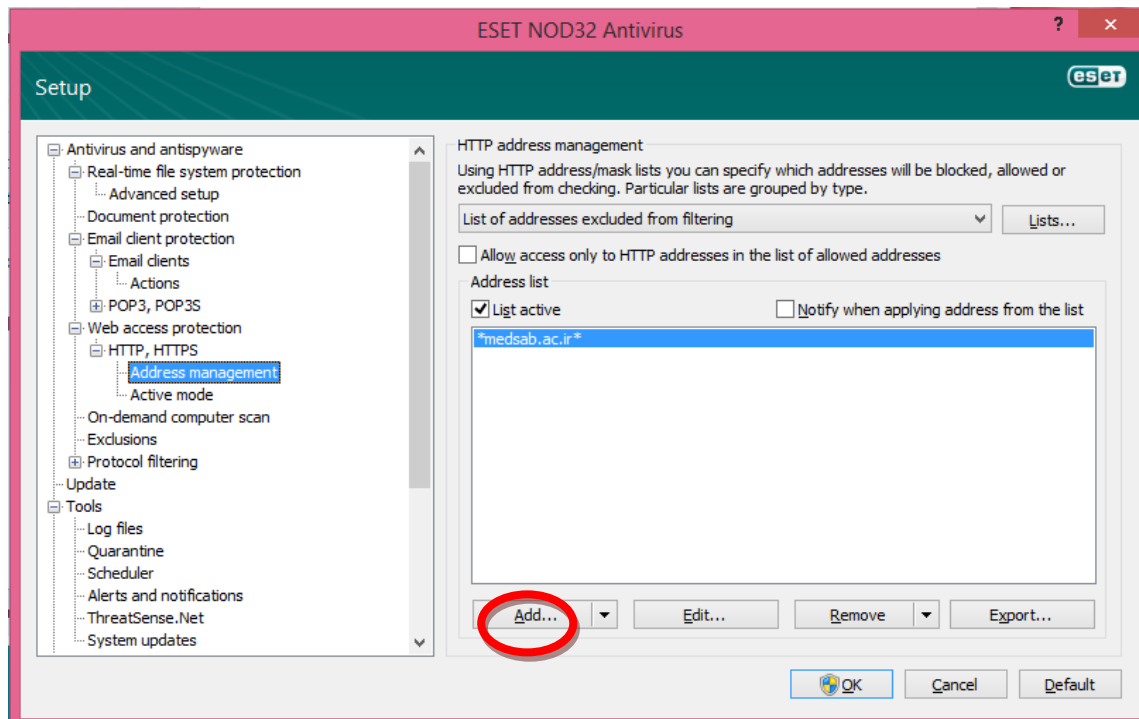 ESET NOD32 Antivirus
?
×
Setup
eset
Antivirus and antispyware
Real-time file system protection
Advanced setup
Document protection
Email client protection
Email clients
Actions
POP3, POP3S
Web access protection
HTTP, HTTPS
Address management
Active mode
On-demand computer scan
Exclusions
Protocol filtering
Update
Tools
Log files
Quarantine
Scheduler
Alerts and notifications
ThreatSense.Net
System updates
HTTP address management
Using HTTP address/mask lists you can specify which addresses will be blocked, allowed or
excluded from checking. Particular lists are grouped by type.
List of addresses excluded from filtering
Lists...
Allow access only to HTTP addresses in the list of allowed addresses
Address list
List active
Notify when applying address from the list
*medsab.ac.ir*
Add...
Edit...
Remove
Export...
OK
Cancel
Default